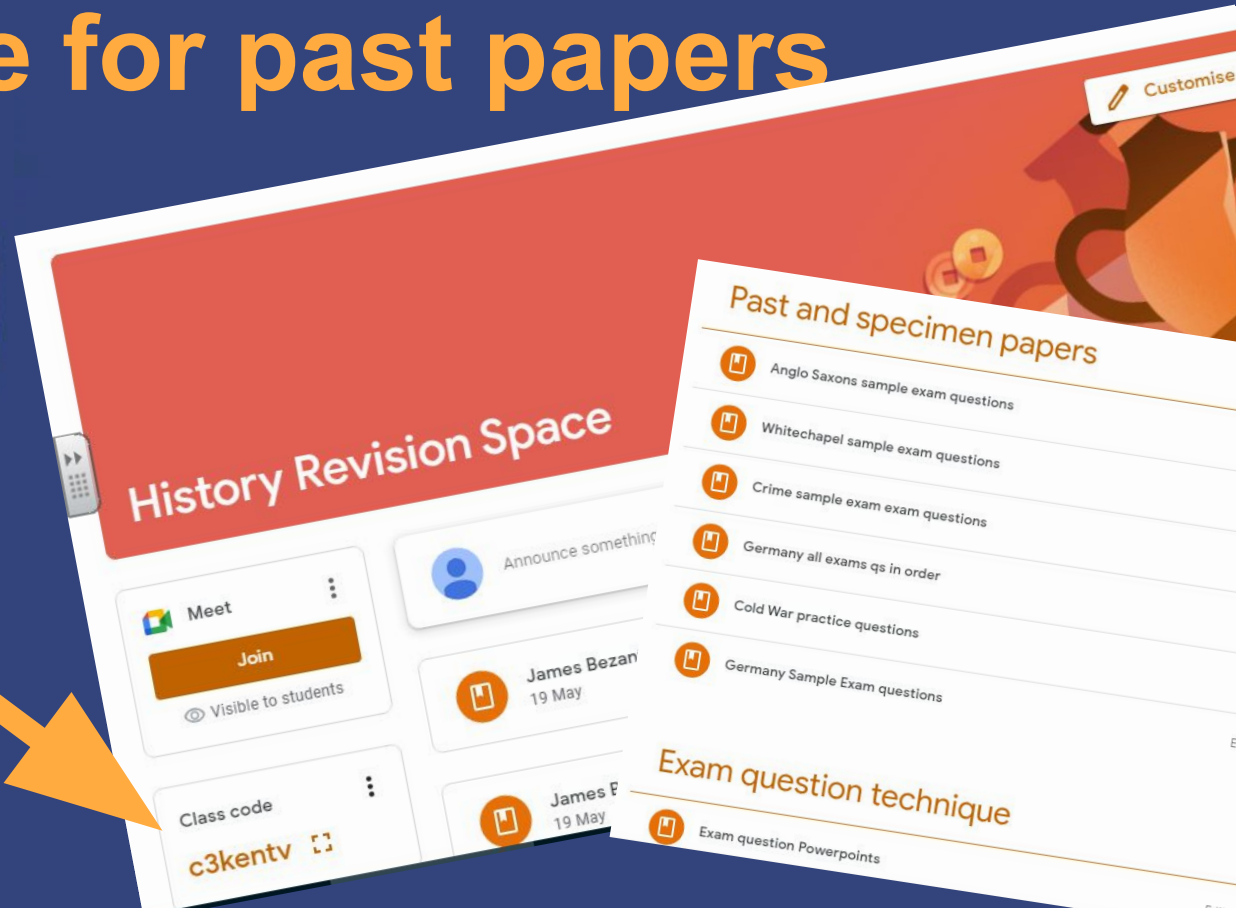 e for past papers
Customise
History Revision Space
Meet
Join
Visible to students
Class code
c3kentv
Announce something
James Bezan
19 May
James
19 May
Past and specimen papers
Anglo Saxons sample exam questions
Whitechapel sample exam questions
Crime sample exam exam questions
Germany all exams qs in order
Cold War practice questions
Germany Sample Exam questions
Exam question technique
Exam question Powerpoints